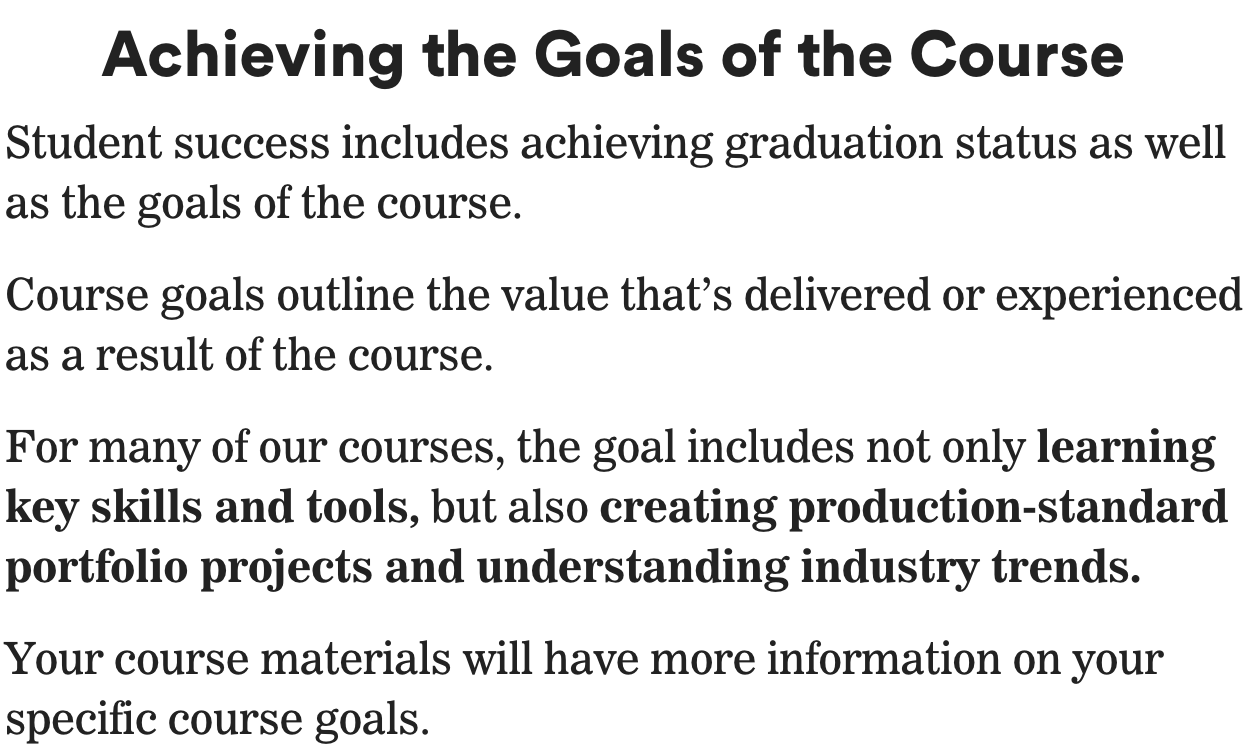 Achieving the Goals of the Course
Student success includes achieving graduation status as well
as the goals of the course.
Course goals outline the value that’s delivered or experienced
as a result of the course.
For many of our courses, the goal includes not only learning
key skills and tools, but also creating production-standard
portfolio projects and understanding industry trends.
Your course materials will have more information on your
specific course goals.